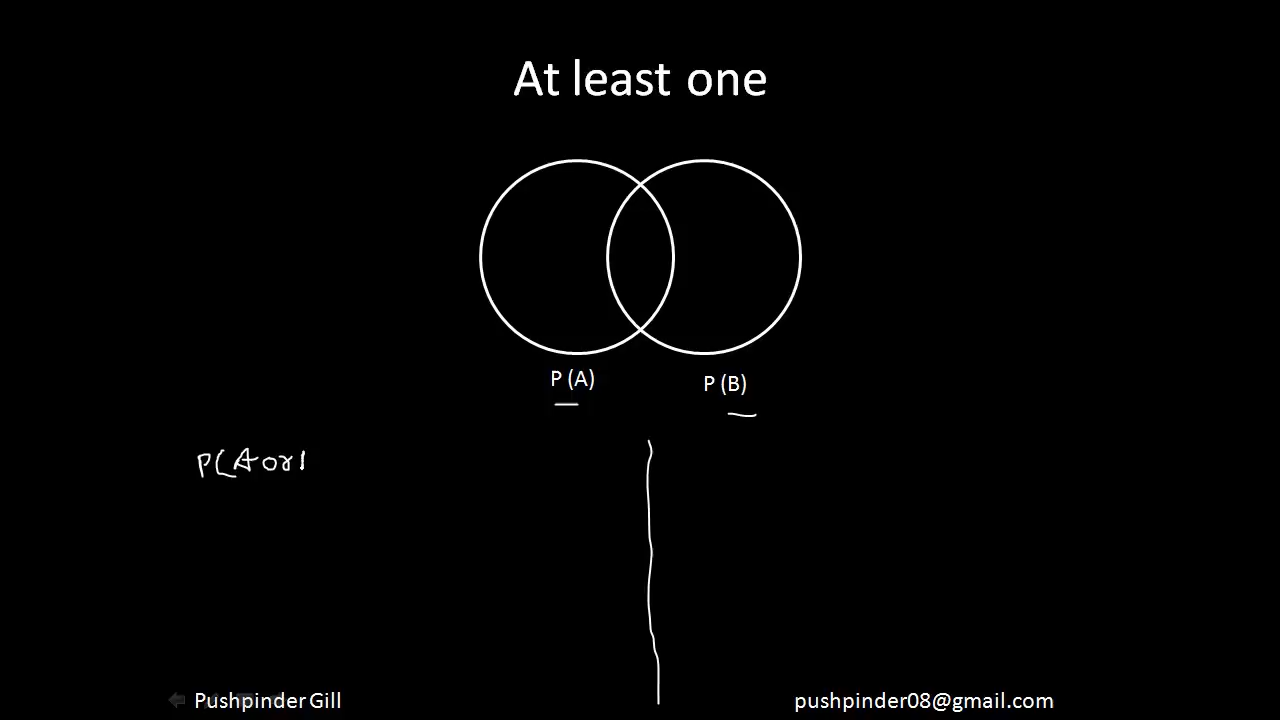 At least one
P (A)
P (B)
P(A or
Pushpinder Gill
pushpinder08@gmail.com